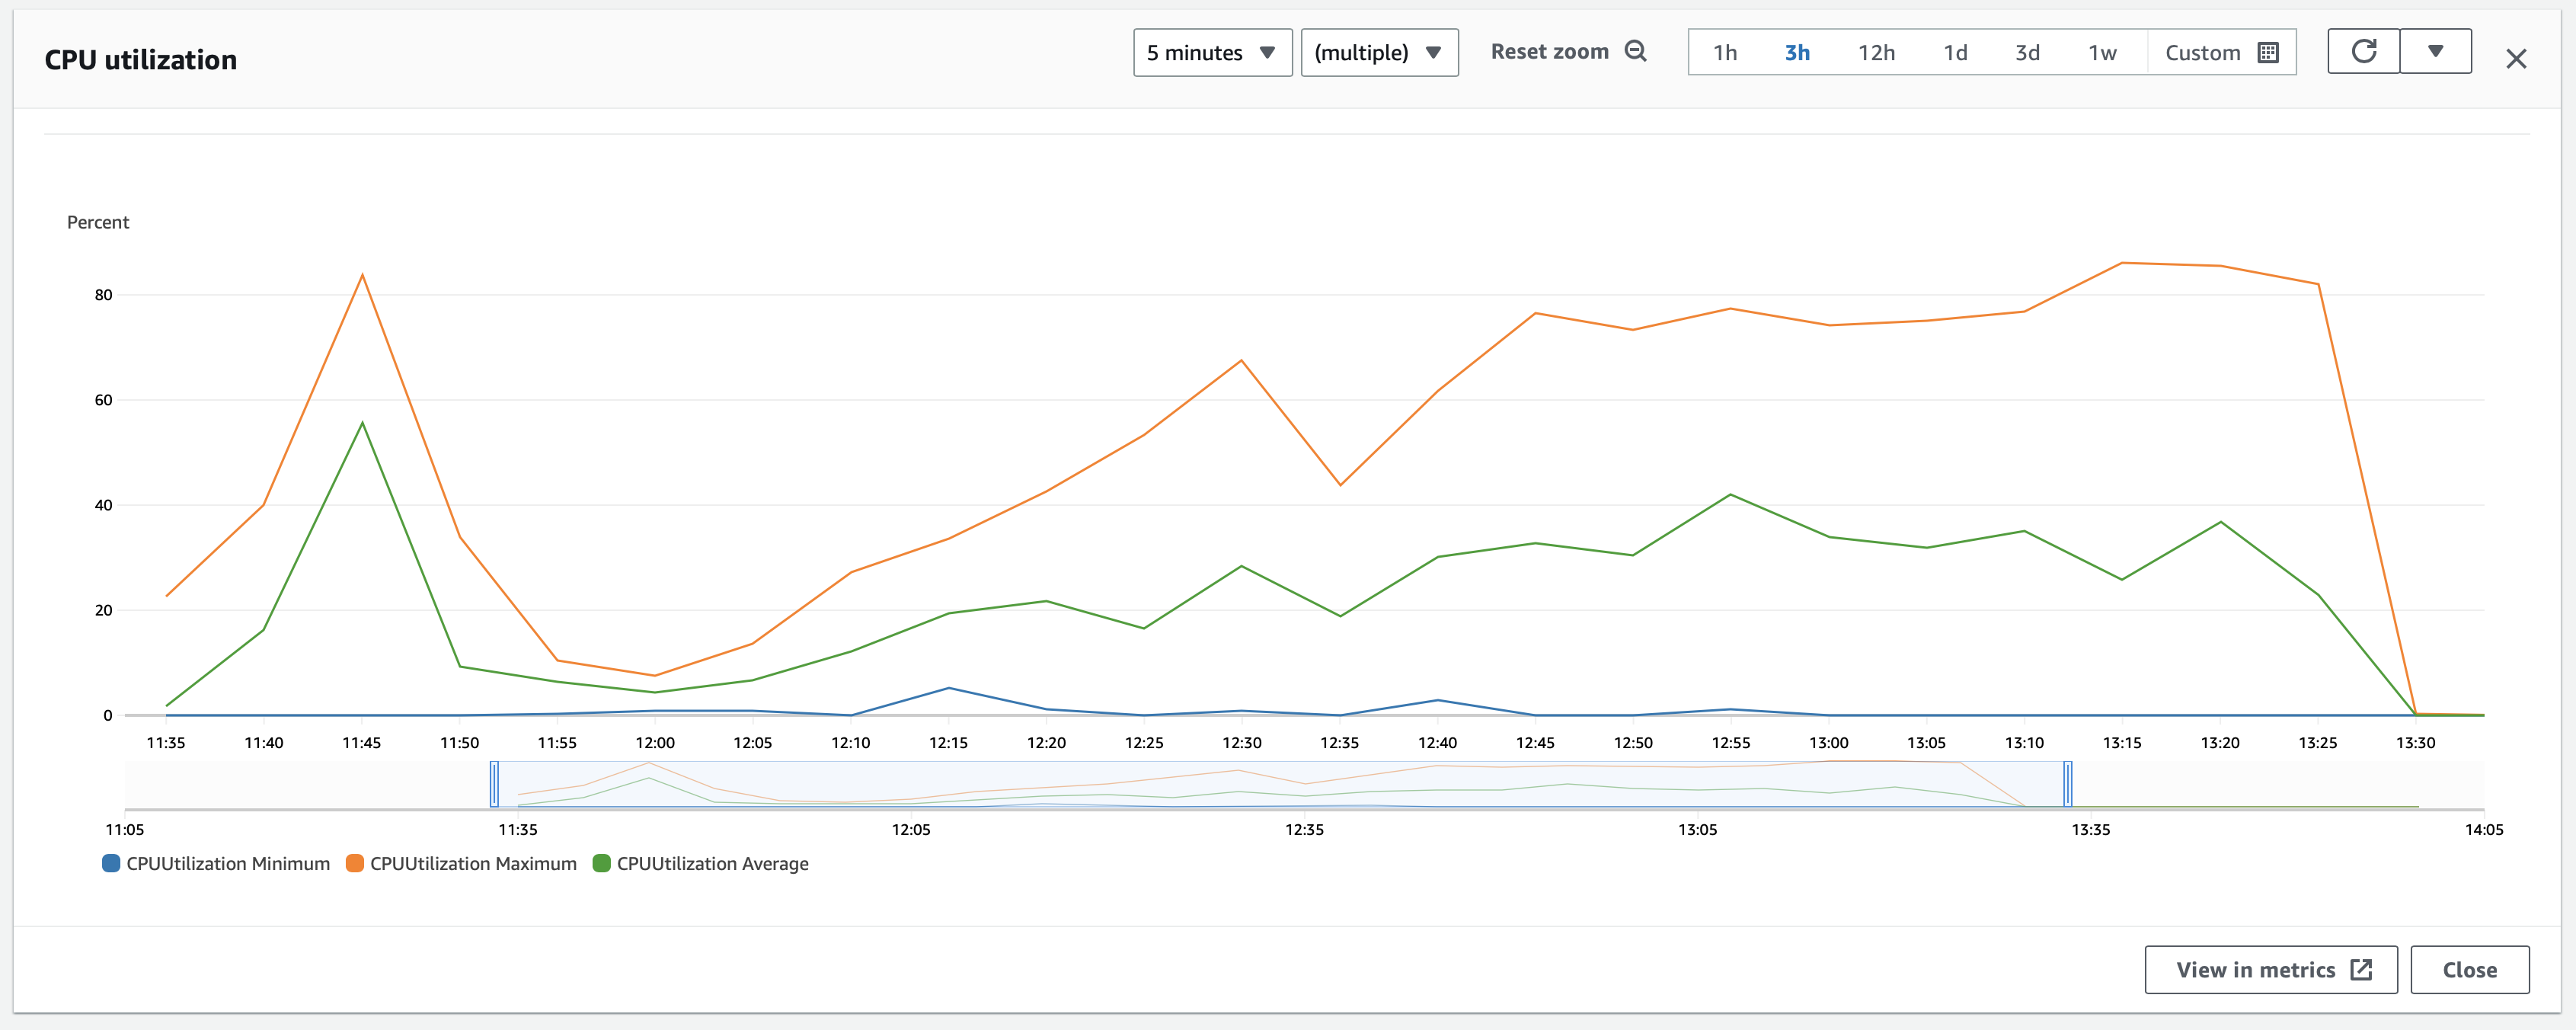 CPU utilization
5 minutes (multiple) Reset zoom 1h 3h 12h 1d 3d 1w Custom
Percent
80
60
40
20
0
11:35 11:40 11:45 11:50 11:55 12:00 12:05 12:10 12:15 12:20 12:25 12:30 12:35 12:40 12:45 12:50 12:55 13:00 13:05 13:10 13:15 13:20 13:25 13:30
11:05 11:35 12:05 12:35 13:05 13:35 14:05
CPUUtilization Minimum CPUUtilization Maximum CPUUtilization Average
View in metrics Close